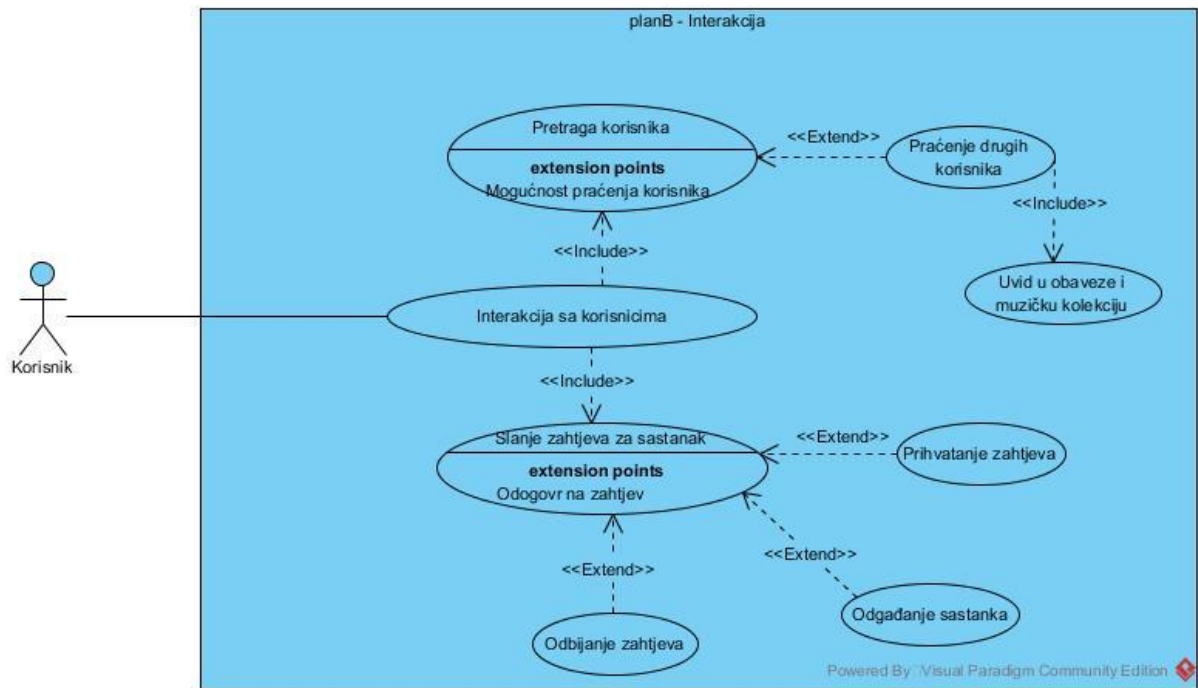 planB - Interakcija
Pretraga korisnika
extension points
Mogućnost praćenja korisnika
<<Extend>>
Praćenje drugih
korisnika
<<Include>>
<<Include>>
Uvid u obaveze i
muzičku kolekciju
Interakcija sa korisnicima
Korisnik
<<Include>>
Slanje zahtjeva za sastanak
extension points
Odogovr na zahtjev
<<Extend>>
Prihvatanje zahtjeva
<<Extend>>
<<Extend>>
Odgađanje sastanka
Odbijanje zahtjeva
Powered By Visual Paradigm Community Edition